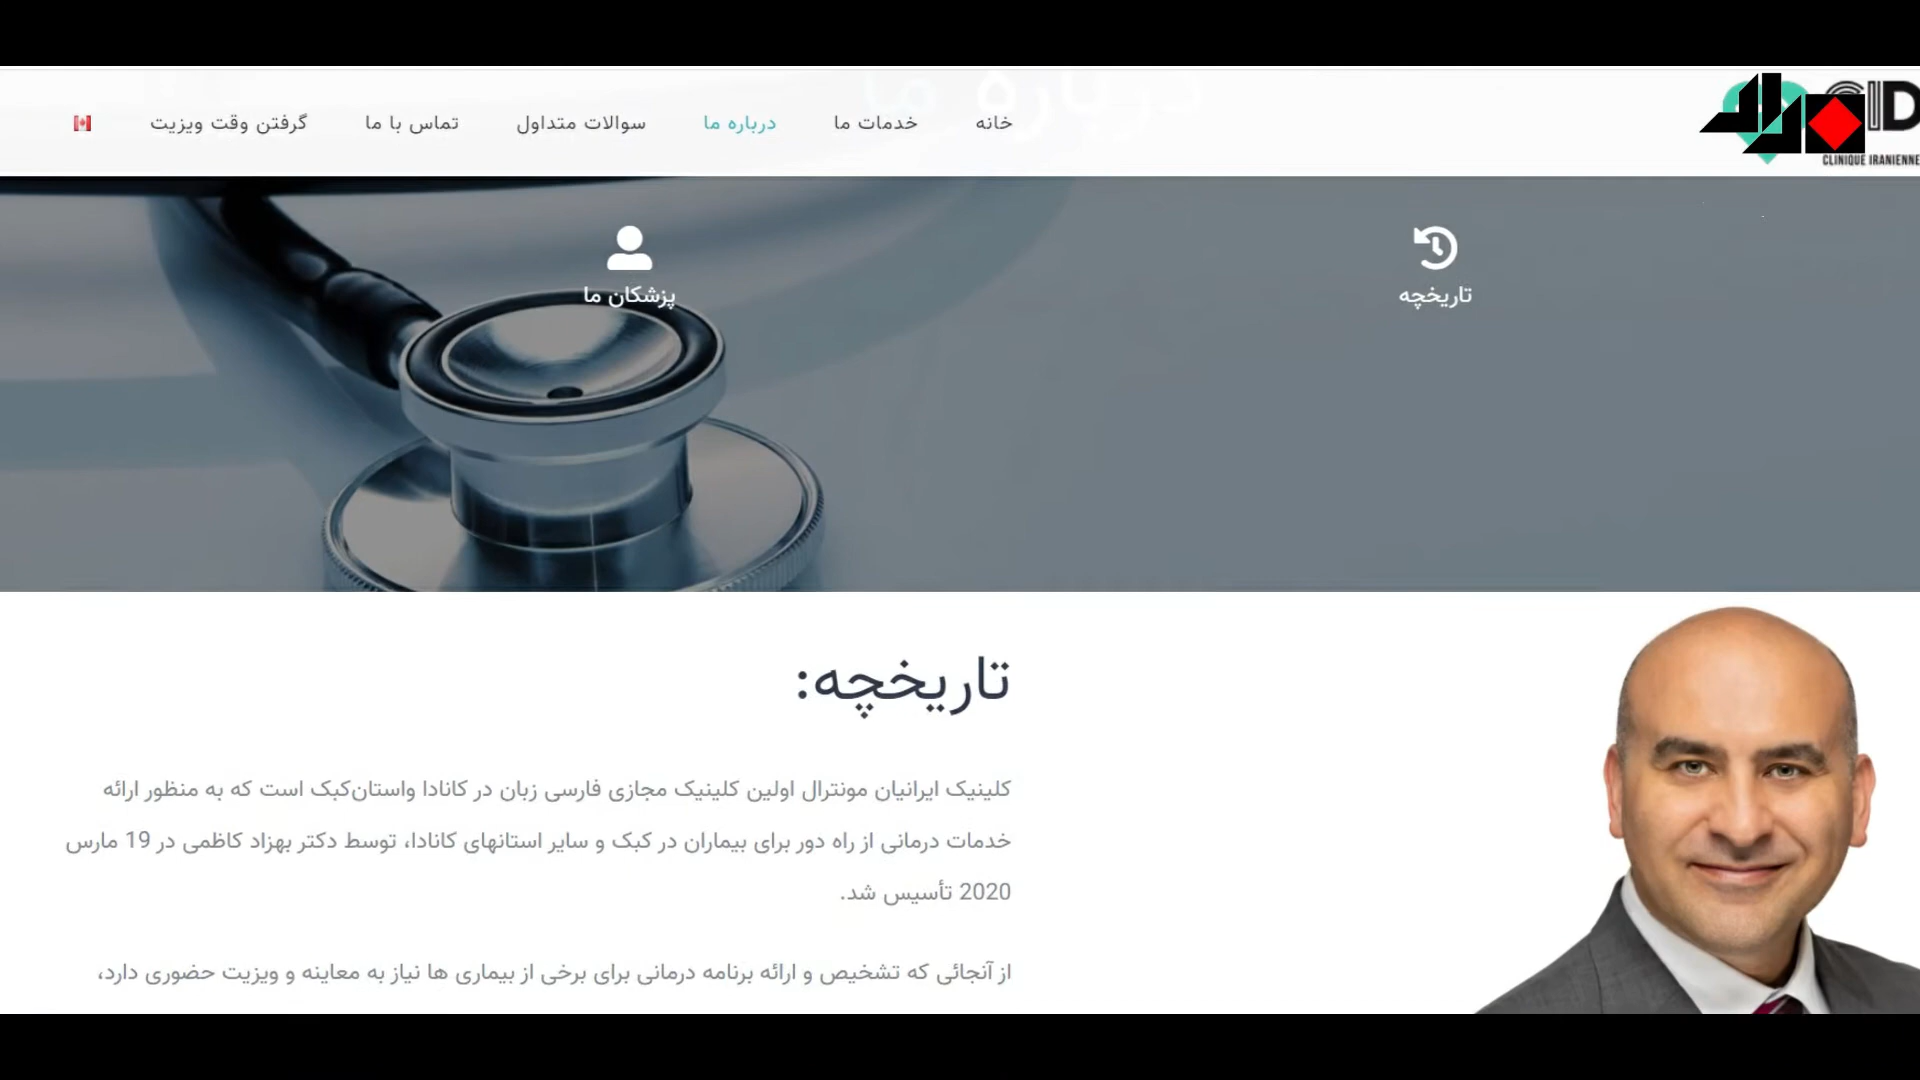 خانه
خدمات ما
درباره ما
سوالات متداول
تماس با ما
گرفتن وقت ویزیت
CLINIQUE IRANIENNE
تاریخچه
پزشکان ما
تاریخچه:
کلینیک ایرانیان مونترال اولین کلینیک مجازی فارسی زبان در کانادا واستان‌کبک است که به منظور ارائه
خدمات درمانی از راه دور برای بیماران در کبک و سایر استانهای کانادا، توسط دکتر بهزاد کاظمی در 19 مارس
2020 تأسیس شد.
از آنجائی که تشخیص و ارائه برنامه درمانی برای برخی از بیماری ها نیاز به معاینه و ویزیت حضوری دارد،